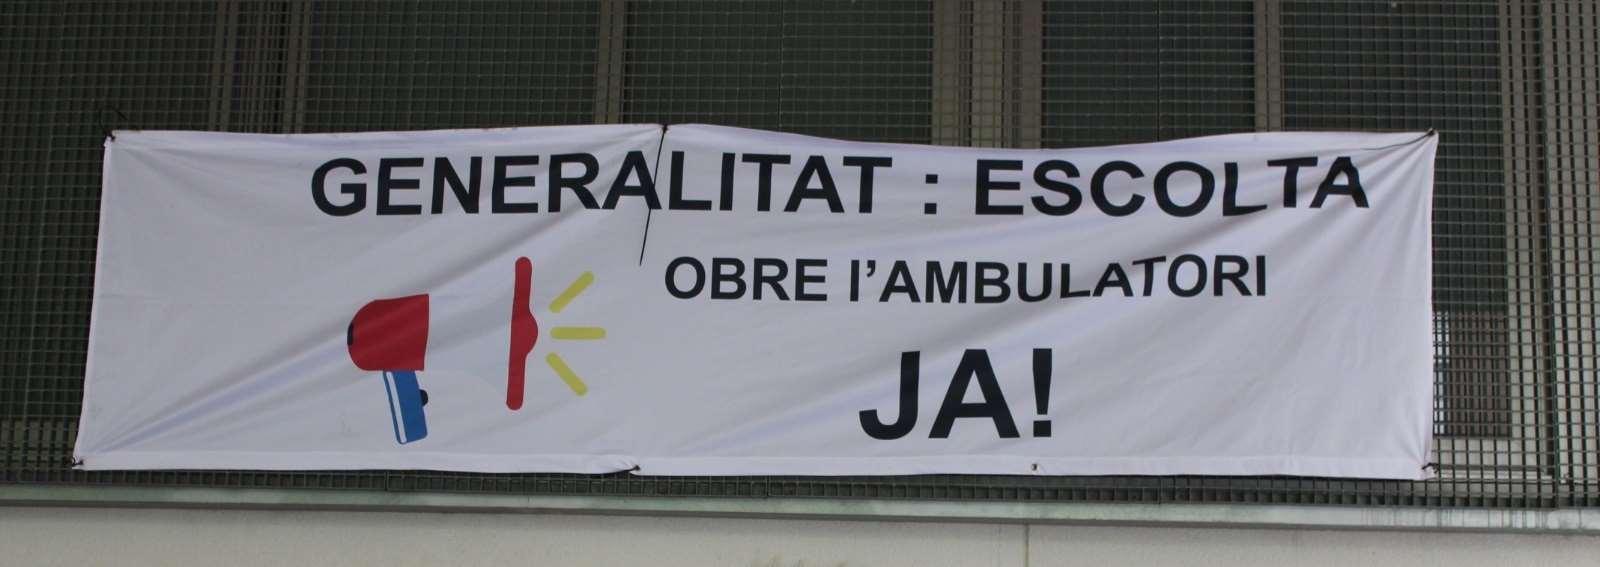 GENERALITAT : ESCOLTA
OBRE l'AMBULATORI
JA!